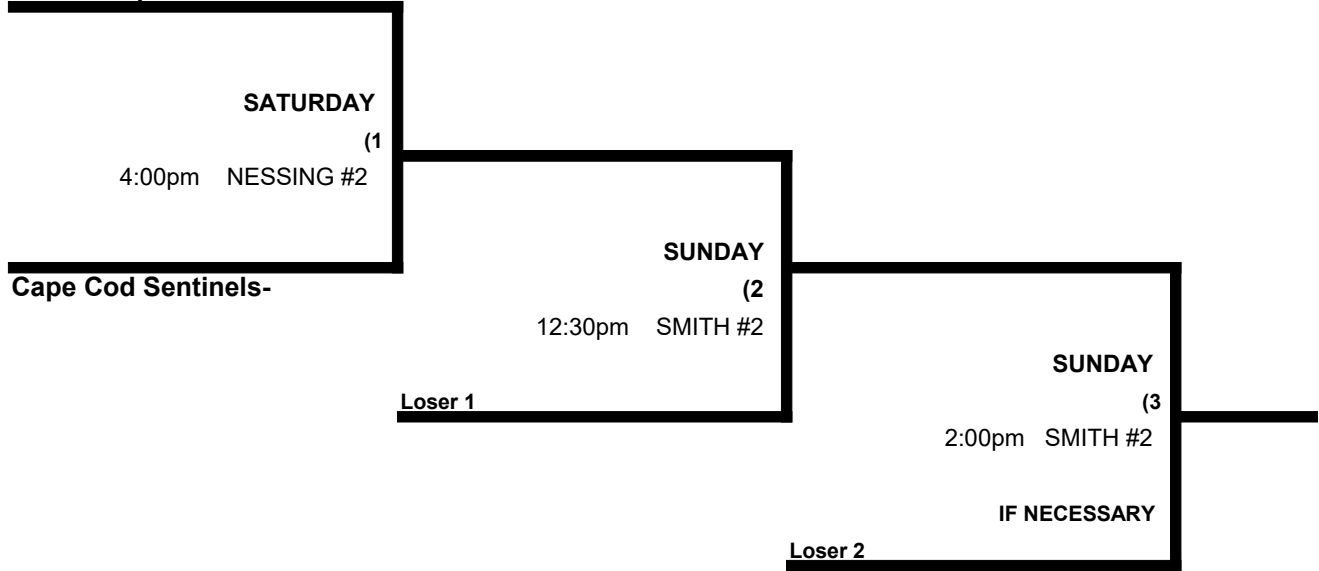 SATURDAY
(1
4:00pm NESSING #2
Cape Cod Sentinels-
SUNDAY
(2
12:30pm SMITH #2
Loser 1
SUNDAY
(3
2:00pm SMITH #2
IF NECESSARY
Loser 2